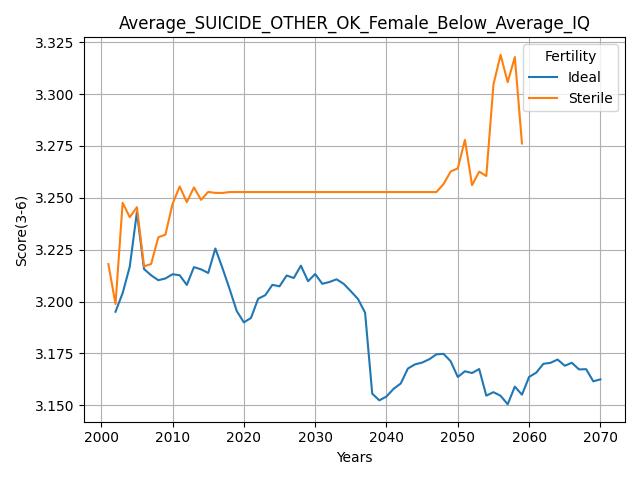 Average_SUICIDE_OTHER_OK_Female_Below_Average_IQ
3.325
3.300
3.275
3.250
3.225
3.200
3.175
3.150
Score(3-6)
Fertility
Ideal
Sterile
2000 2010 2020 2030 2040 2050 2060 2070
Years